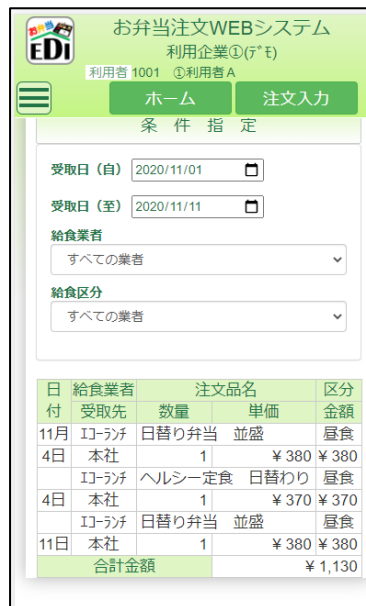 EDi
お弁当注文WEBシステム
利用企業①(ﾃﾞﾓ)
利用者 1001 ①利用者A
ホーム 注文入力
条 件 指 定
受取日（自） 2020/11/01
受取日（至） 2020/11/11
給食業者
すべての業者
給食区分
すべての業者
日付 給食業者 注文品名 区分
受取先 数量 単価 金額
11月 ｴｺｰﾗﾝﾁ 日替り弁当 並盛 昼食
4日 本社 1 ¥ 380 ¥ 380
ｴｺｰﾗﾝﾁ ヘルシー定食 日替わり 昼食
4日 本社 1 ¥ 370 ¥ 370
ｴｺｰﾗﾝﾁ 日替り弁当 並盛 昼食
11日 本社 1 ¥ 380 ¥ 380
合計金額 ¥ 1,130